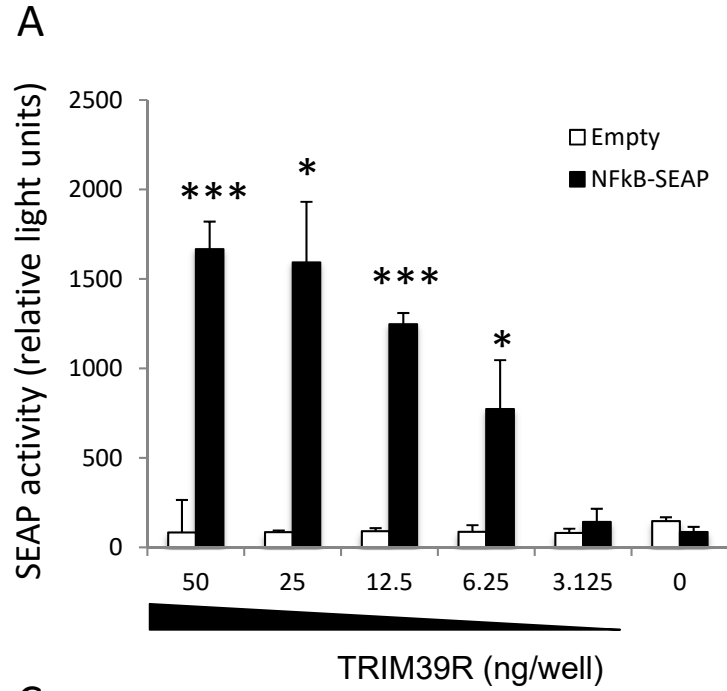 A
SEAP activity (relative light units)
2500
2000
1500
1000
500
0
Empty
NFkB-SEAP
*** * *** *
50 25 12.5 6.25 3.125 0
TRIM39R (ng/well)